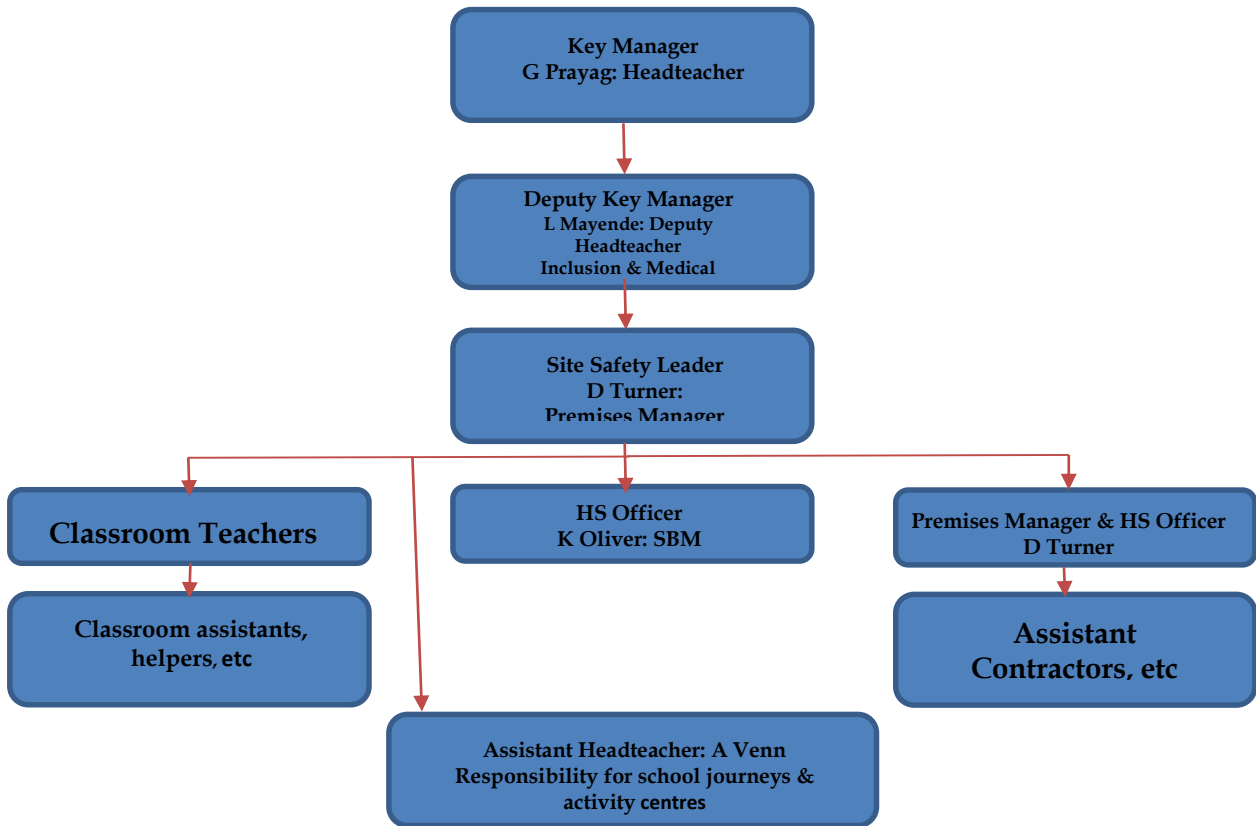 Key Manager
G Prayag: Headteacher
Deputy Key Manager
L Mayende: Deputy
Headteacher
Inclusion & Medical
Site Safety Leader
D Turner:
Premises Manager
Classroom Teachers
HS Officer
K Oliver: SBM
Premises Manager & HS Officer
D Turner
Classroom assistants,
helpers, etc
Assistant
Contractors, etc
Assistant Headteacher: A Venn
Responsibility for school journeys &
activity centres